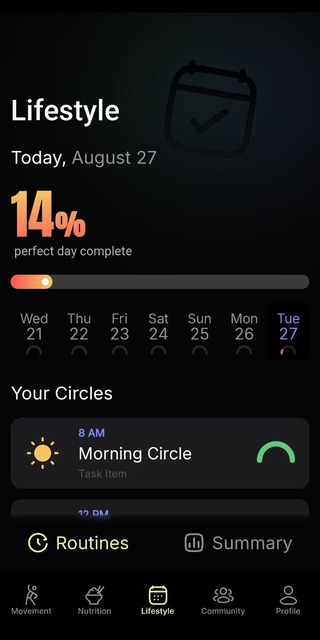 Lifestyle
Today, August 27
14%
perfect day complete
Wed Thu Fri Sat Sun Mon Tue
21 22 23 24 25 26 27
Your Circles
8 AM
Morning Circle
Task Item
12 PM
Routines Summary
Movement Nutrition Lifestyle Community Profile